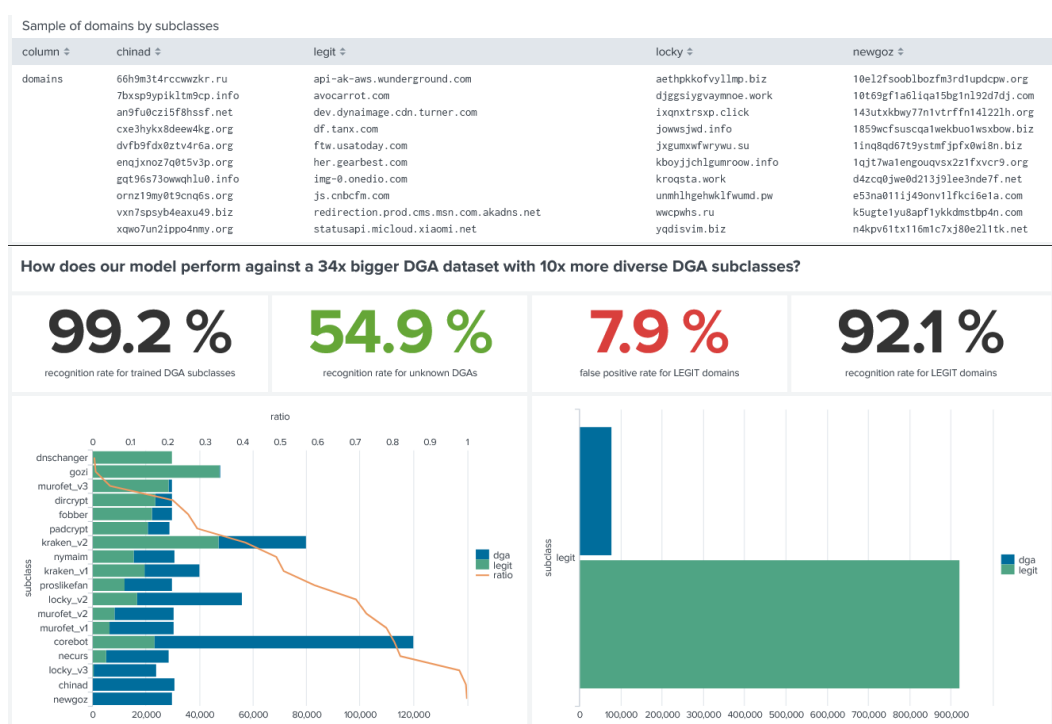 Sample of domains by subclasses
column chinad legit locky newgoz
domains 66h9m3t4rccwwzkr.ru api-ak-aws.wunderground.com aethpkkofvyllmp.biz 10el2fsooblbozfm3rd1updcpw.org
7bxsp9ypikltm9cp.info avocarrot.com djggsiygvaymnoe.work 10t69gf1a6liqa15bg1nl92d7dj.com
an9fu0czi5f8hssf.net dev.dynaimage.cdn.turner.com ixqnxtrsxp.click 143utxkbwy77n1vtrffn14l22lh.org
cxe3hykx8deew4kg.org df.tanx.com jowwsjwd.info 1859wcfsuscqa1wekbuo1wsxbow.biz
dvfb9fdx0ztv4r6a.org ftw.usatoday.com jxgumxwfwrywu.su 1inq8qd67t9ystmfjpfx0wi8n.biz
enqjxnoz7q0t5v3p.org her.gearbest.com kboyjjchlgumroow.info 1qjt7wa1engouqvsx2z1fxvcr9.org
gqt96s73owwqhlu0.info img-0.onedio.com kroqsta.work d4zcq0jwe0d213j9lee3nde7f.net
ornz19my0t9cnq6s.org js.cnbcfm.com unmhlhgehwklfwumd.pw e53na011ij49onv1lfkci6e1a.com
vxn7spsyb4eaxu49.biz redirection.prod.cms.msn.com.akadns.net wwcpwhs.ru k5ugte1yu8apf1ykkdmstbp4n.com
xqwo7un2ippo4nmy.org statusapi.micloud.xiaomi.net yqdisvim.biz n4kpv61tx116m1c7xj80e2l1tk.net
How does our model perform against a 34x bigger DGA dataset with 10x more diverse DGA subclasses?
99.2 % 54.9 % 7.9 % 92.1 %
recognition rate for trained DGA subclasses recognition rate for unknown DGAs false positive rate for LEGIT domains recognition rate for LEGIT domains
ratio
0 0.1 0.2 0.3 0.4 0.5 0.6 0.7 0.8 0.9 1
subclass
dnschanger
gozi
murofet_v3
dircrypt
fobber
padcrypt
kraken_v2
nymaim
kraken_v1
proslikefan
locky_v2
murofet_v2
murofet_v1
corebot
necurs
locky_v3
chinad
newgoz
0 20,000 40,000 60,000 80,000 100,000 120,000
dga
legit
ratio
subclass
legit
0 100,000 200,000 300,000 400,000 500,000 600,000 700,000 800,000 900,000
dga
legit